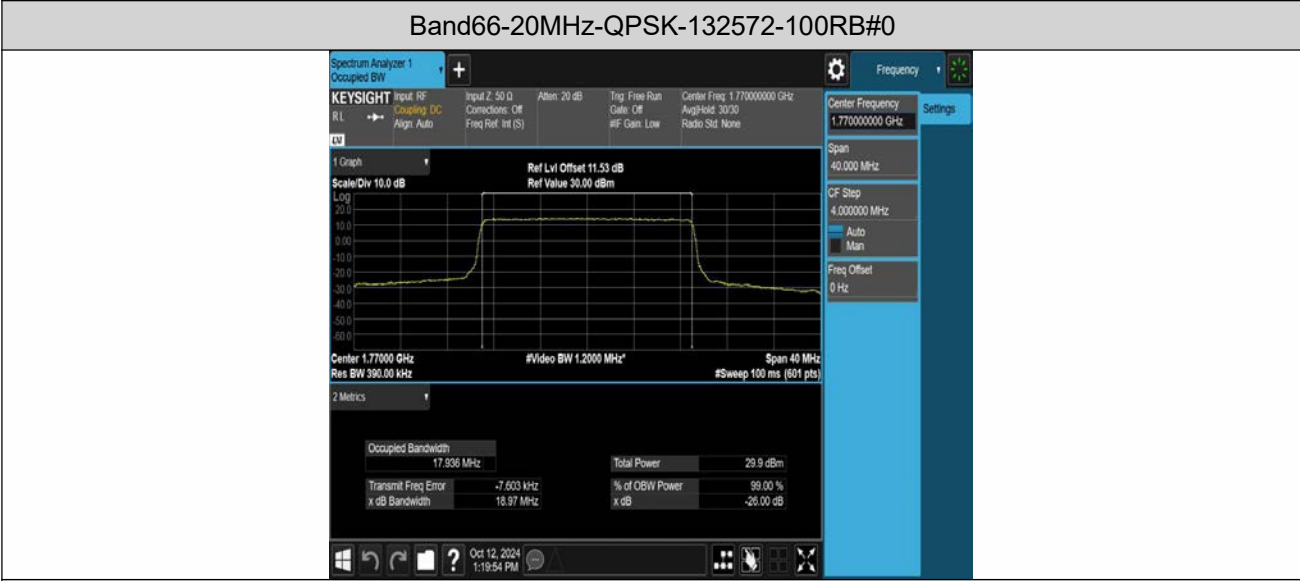 Band66-20MHz-QPSK-132572-100RB#0
Spectrum Analyzer 1
Occupied BW
+
Frequency
KEYSIGHT
RL
Input: RF
Coupling: DC
Align: Auto
Input Z: 50 Ω
Corrections: Off
Freq Ref: Int (S)
Atten: 20 dB
Trig: Free Run
Gate: Off
#IF Gain: Low
Center Freq: 1.770000000 GHz
Avg|Hold: 30/30
Radio Std: None
Center Frequency
1.770000000 GHz
Settings
Span
40.000 MHz
CF Step
4.000000 MHz
Auto
Man
Freq Offset
0 Hz
1 Graph
Scale/Div 10.0 dB
Ref Lvl Offset 11.53 dB
Ref Value 30.00 dBm
Log
20.0
10.0
0.00
-10.0
-20.0
-30.0
-40.0
-50.0
-60.0
Center 1.77000 GHz
#Video BW 1.2000 MHz*
Span 40 MHz
Res BW 390.00 kHz
#Sweep 100 ms (601 pts)
2 Metrics
Occupied Bandwidth
17.936 MHz
Total Power 29.9 dBm
Transmit Freq Error -7.603 kHz
% of OBW Power 99.00 %
x dB Bandwidth 18.97 MHz
x dB -26.00 dB
?
Oct 12, 2024
1:19:54 PM